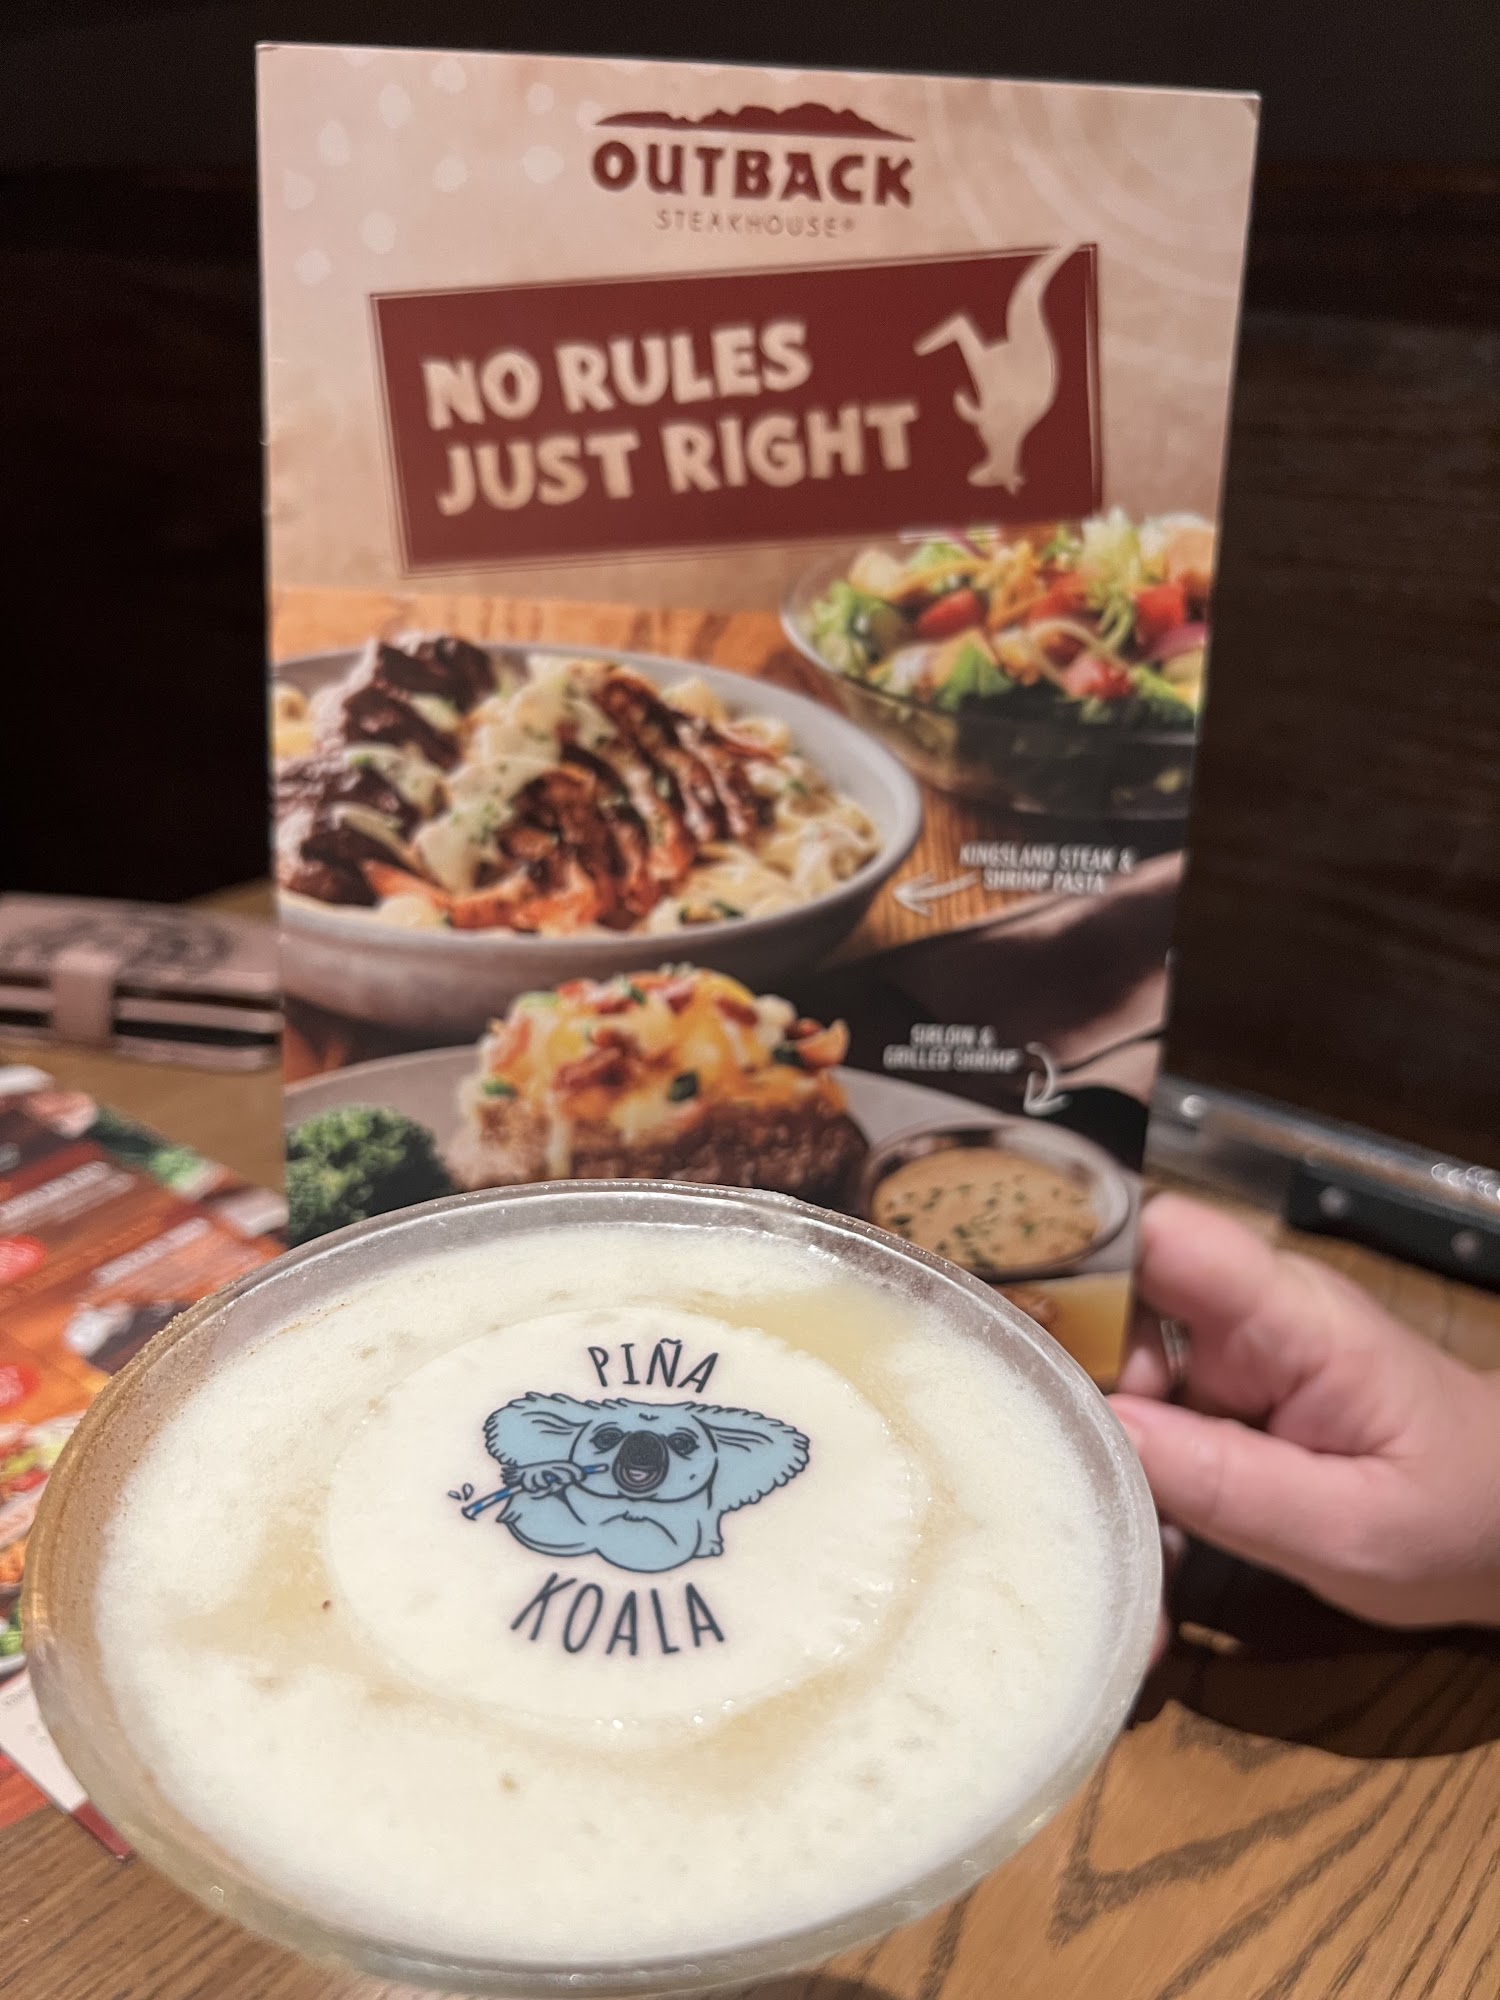 OUTBACK
STEAKHOUSE®
NO RULES
JUST RIGHT
KINGSLAND STEAK &
SHRIMP PASTA
SIRLOIN &
GRILLED SHRIMP
PIÑA
KOALA